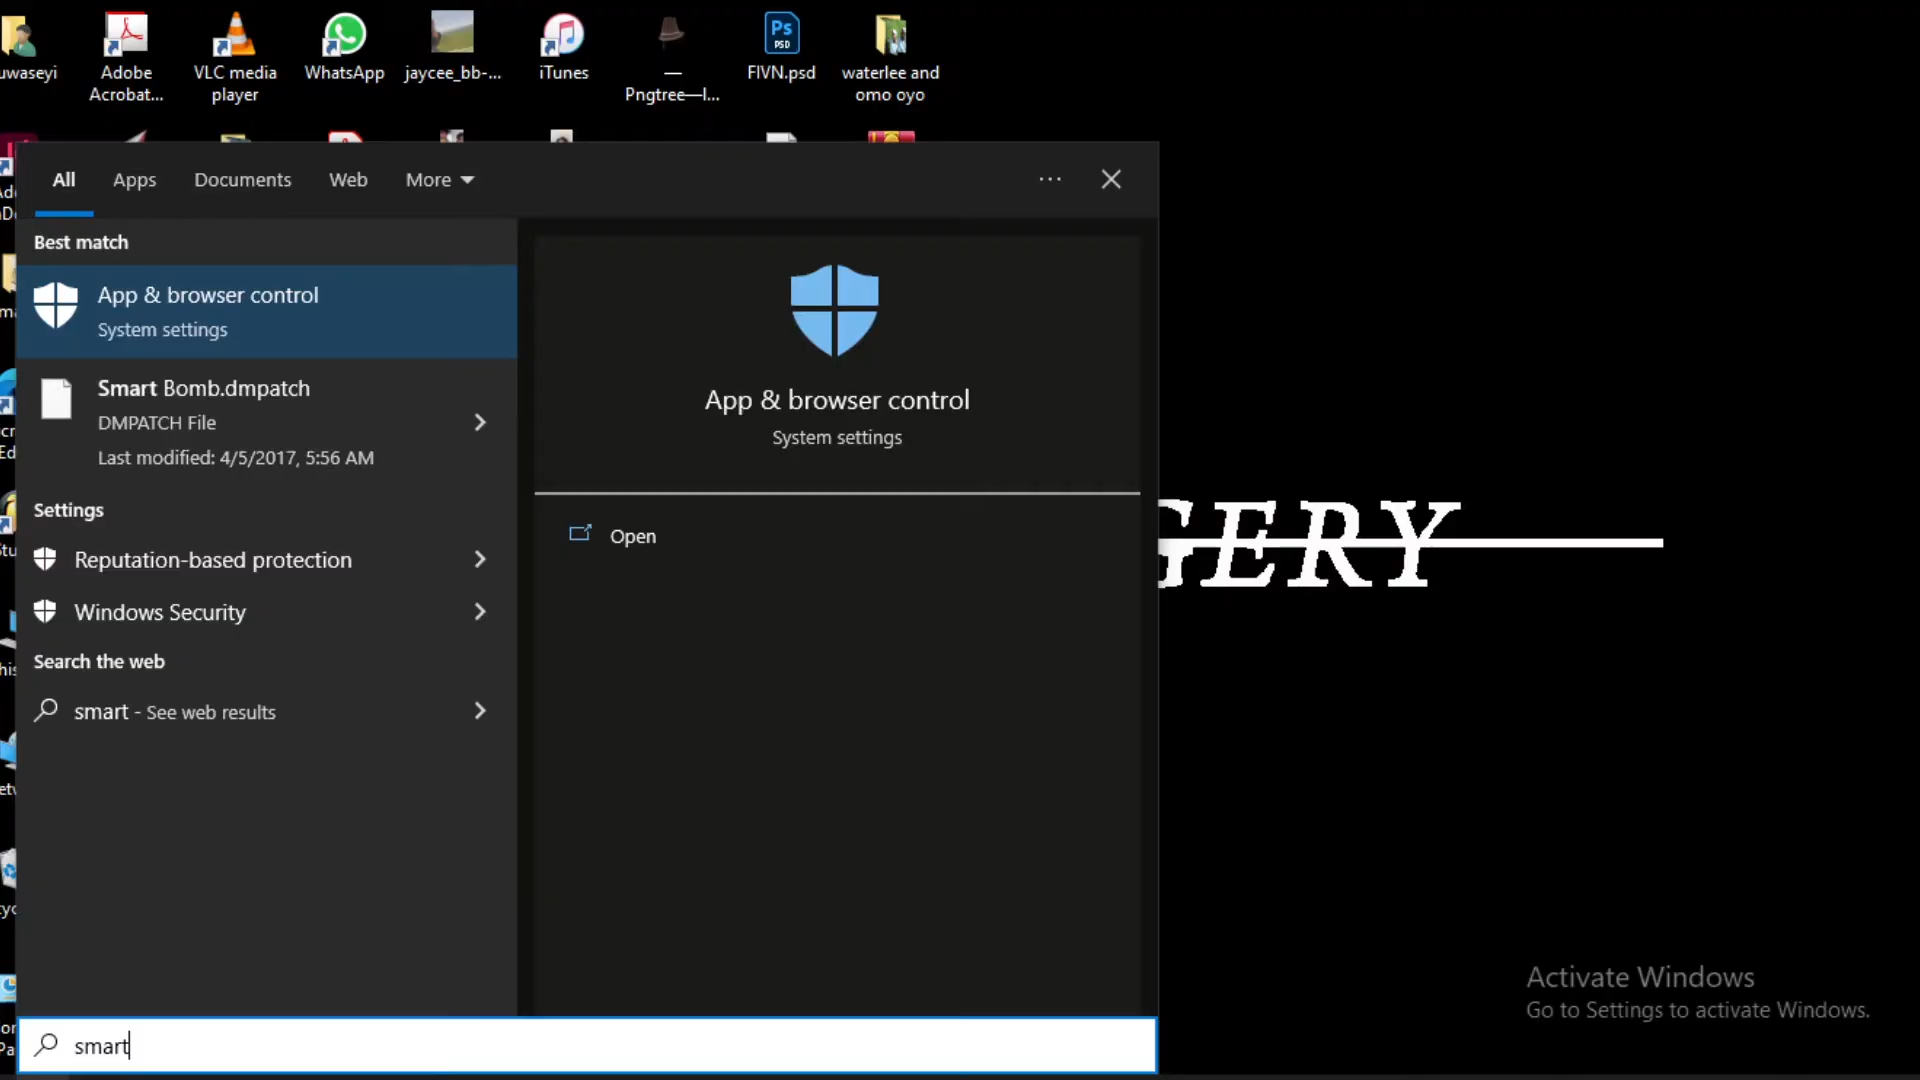 uwaseyi
Adobe
Acrobat...
VLC media
player
WhatsApp
jaycee_bb-...
iTunes
—
Pngtree—I...
Ps
PSD
FIVN.psd
waterlee and
omo oyo
All
Apps
Documents
Web
More
Best match
App & browser control
System settings
Smart Bomb.dmpatch
DMPATCH File
Last modified: 4/5/2017, 5:56 AM
Settings
Reputation-based protection
Windows Security
Search the web
smart - See web results
App & browser control
System settings
Open
GERY
Activate Windows
Go to Settings to activate Windows.
smart